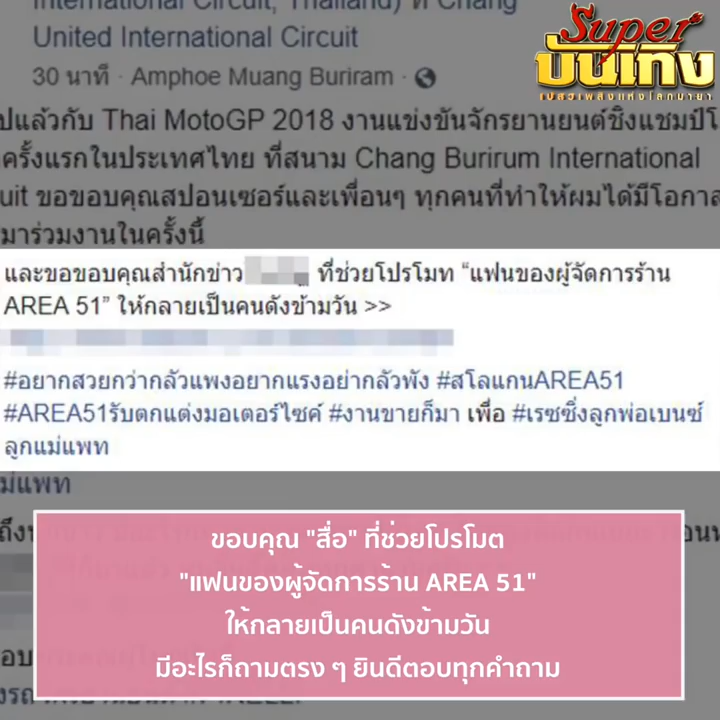 International Circuit, Thailand) ที่ Chang
United International Circuit
30 นาที · Amphoe Muang Buriram ·
Super
บันเทิง
ปแล้วกับ Thai MotoGP 2018 งานแข่งขันจักรยานยนต์ชิงแชมป์โ
ครั้งแรกในประเทศไทย ที่สนาม Chang Burirum International
uit ขอขอบคุณสปอนเซอร์และเพื่อนๆ ทุกคนที่ทำให้ผมได้มีโอกาส
มาร่วมงานในครั้งนี้
และขอขอบคุณสำนักข่าว ที่ช่วยโปรโมท “แฟนของผู้จัดการร้าน
AREA 51” ให้กลายเป็นคนดังข้ามวัน >>
#อยากสวยกว่ากลัวแพงอยากแรงอย่ากลัวพัง #สโลแกนAREA51
#AREA51รับตกแต่งมอเตอร์ไซค์ #งานขายก็มา เพื่อ #เรซซิ่งลูกพ่อเบนซ์
ลูกแม่แพท
ม่แพท
ขอบคุณ "สื่อ" ที่ช่วยโปรโมต
"แฟนของผู้จัดการร้าน AREA 51"
ให้กลายเป็นคนดังข้ามวัน
มีอะไรก็ถามตรง ๆ ยินดีตอบทุกคำถาม